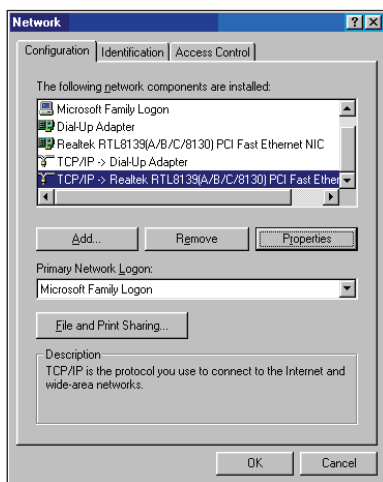 Network
Configuration Identification Access Control
The following network components are installed:
Microsoft Family Logon
Dial-Up Adapter
Realtek RTL8139(A/B/C/8130) PCI Fast Ethernet NIC
TCP/IP -> Dial-Up Adapter
TCP/IP -> Realtek RTL8139(A/B/C/8130) PCI Fast Ether
Add... Remove Properties
Primary Network Logon:
Microsoft Family Logon
File and Print Sharing...
Description
TCP/IP is the protocol you use to connect to the Internet and
wide-area networks.
OK Cancel